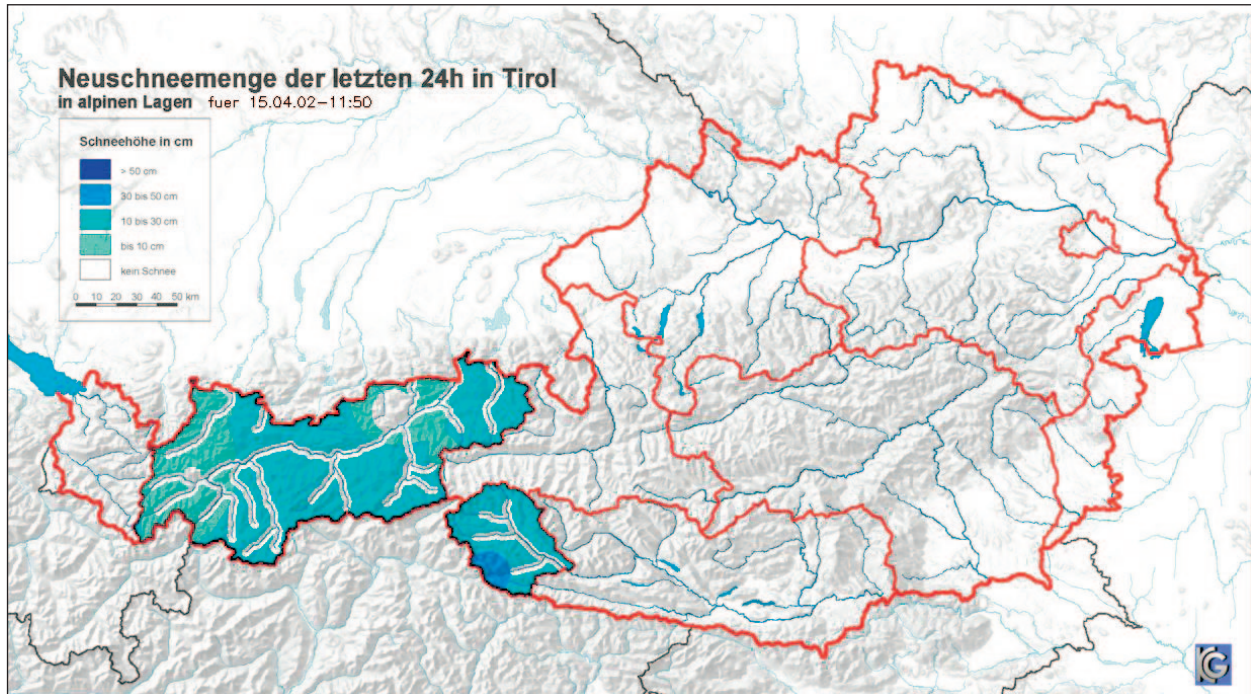 Neuschneemenge der letzten 24h in Tirol
in alpinen Lagen fuer 15.04.02-11:50
Schneehöhe in cm
> 50 cm
30 bis 50 cm
10 bis 30 cm
bis 10 cm
kein Schnee
0 10 20 30 40 50 km
CG